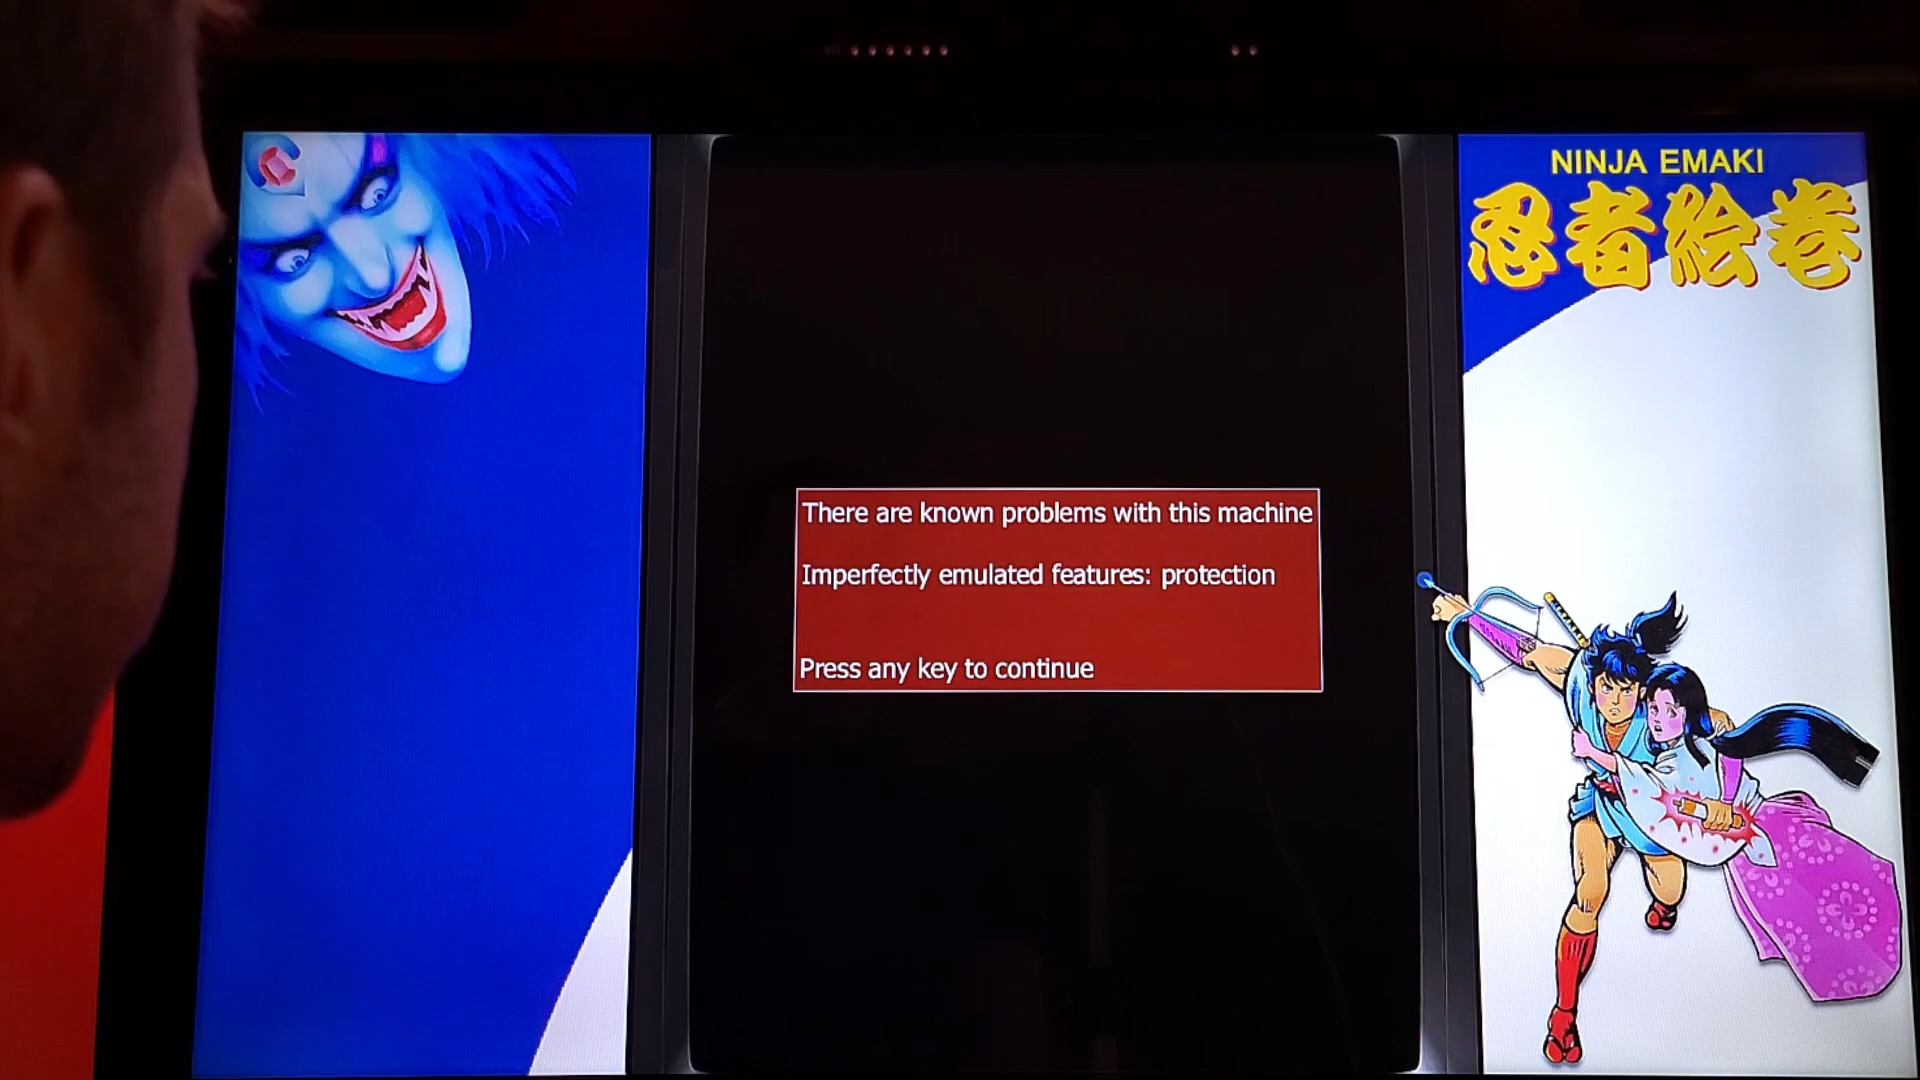 There are known problems with this machine
Imperfectly emulated features: protection
Press any key to continue
NINJA EMAKI
忍者絵巻